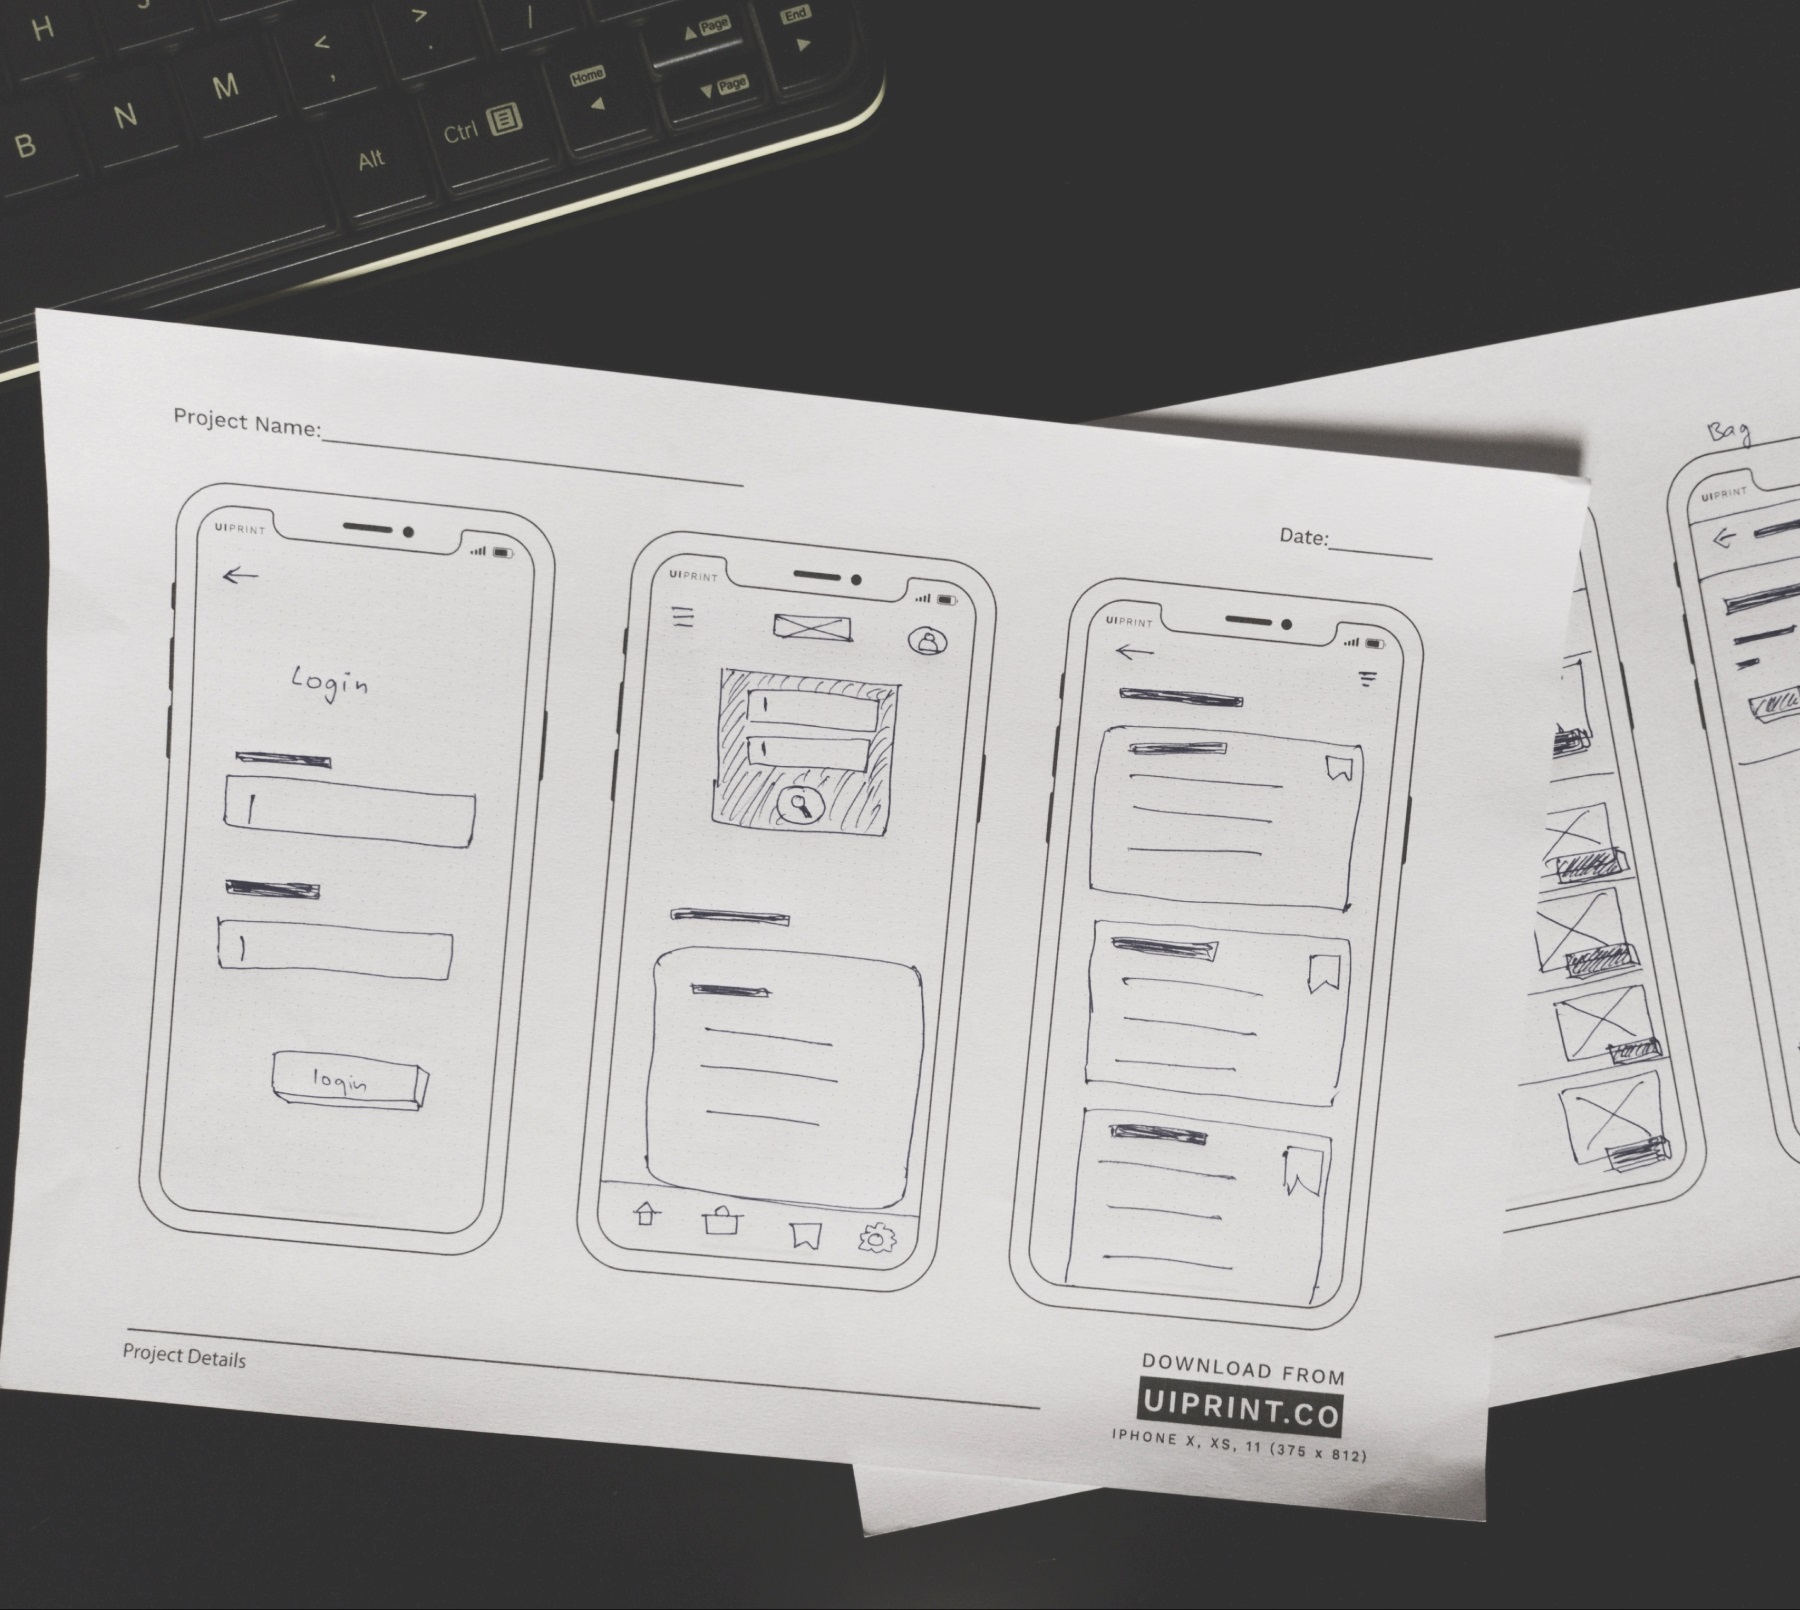 H
B N M < , > . /
Alt Ctrl Home Page Page End
Project Name:
Date:
Bag
UIPRINT
UIPRINT
UIPRINT
UIPRINT
Login
login
Project Details
DOWNLOAD FROM
UIPRINT.CO
IPHONE X, XS, 11 (375 x 812)